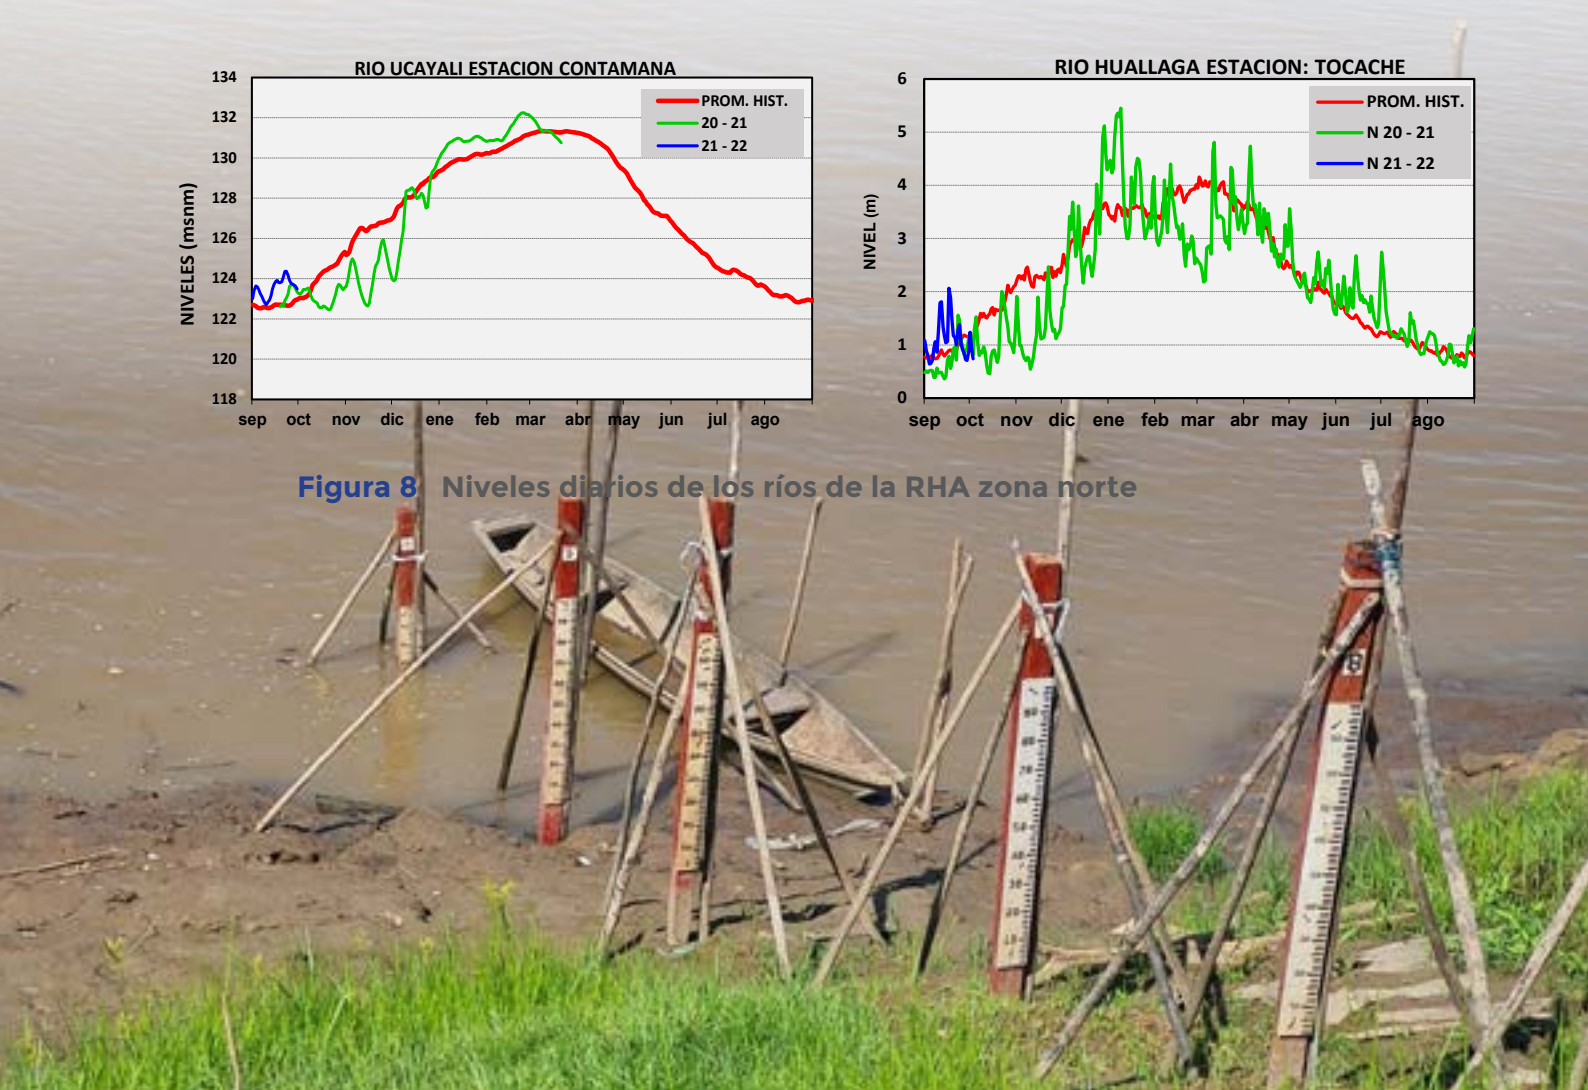 RIO UCAYALI ESTACION CONTAMANA
134
132
130
128
126
124
122
120
118
NIVELES (msnm)
PROM. HIST.
20 - 21
21 - 22
sep oct nov dic ene feb mar abr may jun jul ago
RIO HUALLAGA ESTACION: TOCACHE
6
5
4
3
2
1
0
NIVEL (m)
PROM. HIST.
N 20 - 21
N 21 - 22
sep oct nov dic ene feb mar abr may jun jul ago
Figura 8 Niveles diarios de los ríos de la RHA zona norte
8